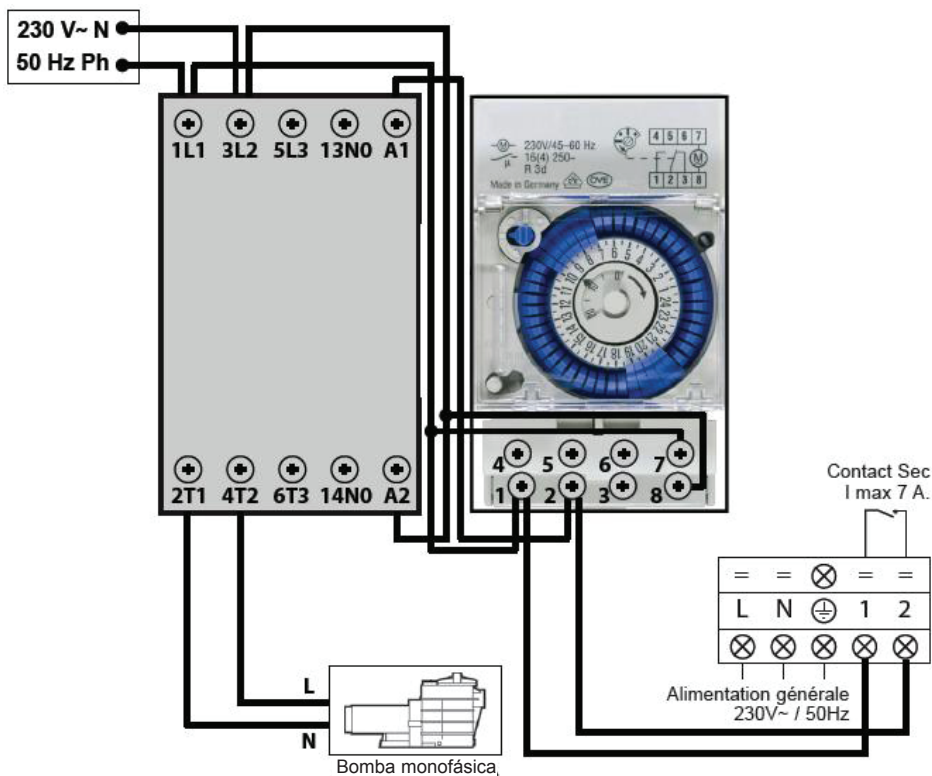 230 V~ N
50 Hz Ph
1L1 3L2 5L3 13N0 A1
2T1 4T2 6T3 14N0 A2
230V/45–60 Hz
16(4) 250~
R 3d
Made in Germany
4 5 6 7
M
1 2 3 8
4 5 6 7
1 2 3 8
Contact Sec
I max 7 A.
= = = =
L N 1 2
Alimentation générale
230V~ / 50Hz
L
N
Bomba monofásica,